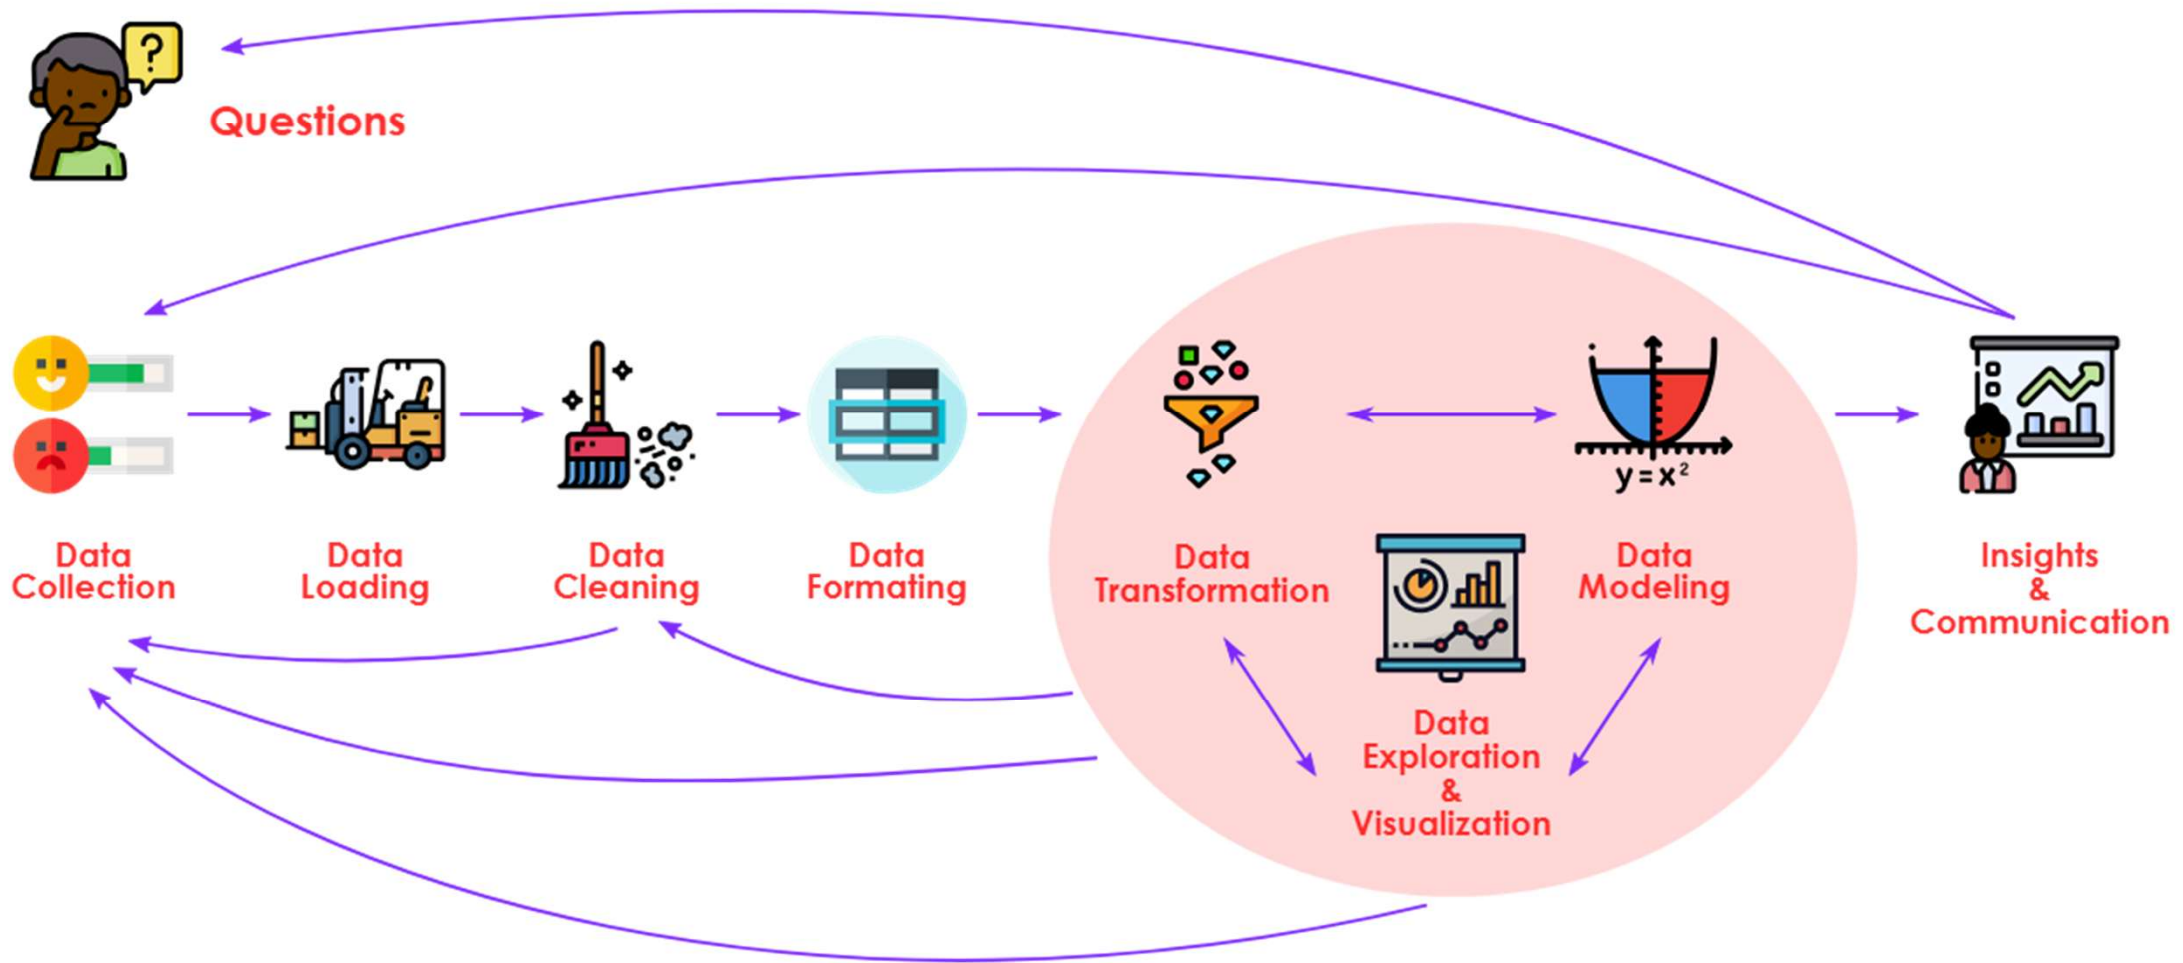 ?
Questions
y = x²
Data
Collection
Data
Loading
Data
Cleaning
Data
Formating
Data
Transformation
Data
Modeling
Data
Exploration
&
Visualization
Insights
&
Communication